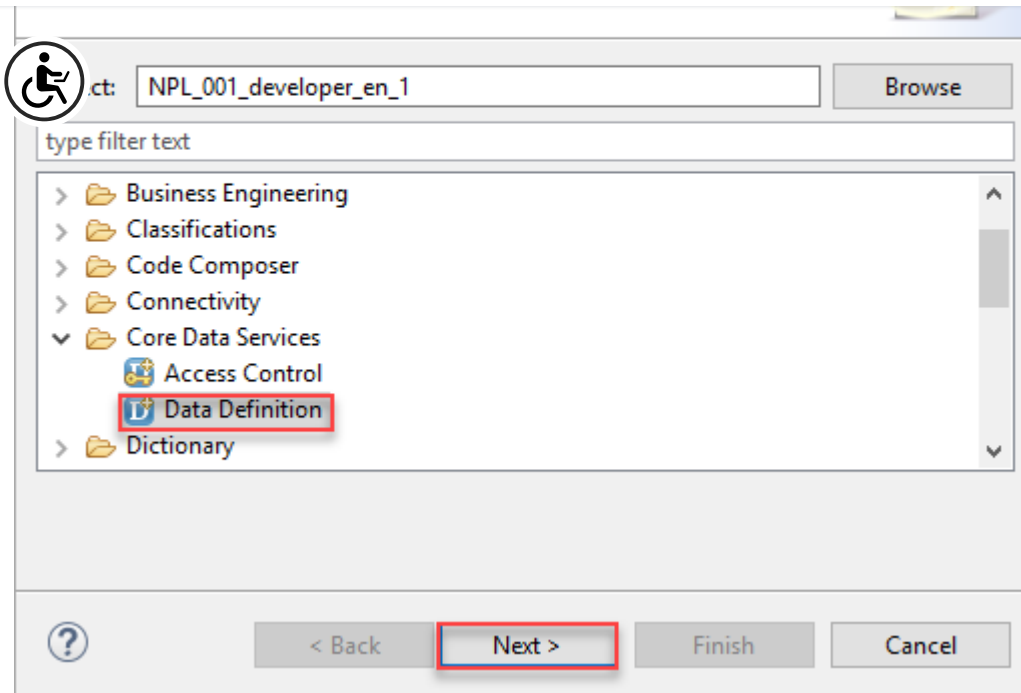 ct: NPL_001_developer_en_1 Browse
type filter text
Business Engineering
Classifications
Code Composer
Connectivity
Core Data Services
Access Control
Data Definition
Dictionary
? < Back Next > Finish Cancel